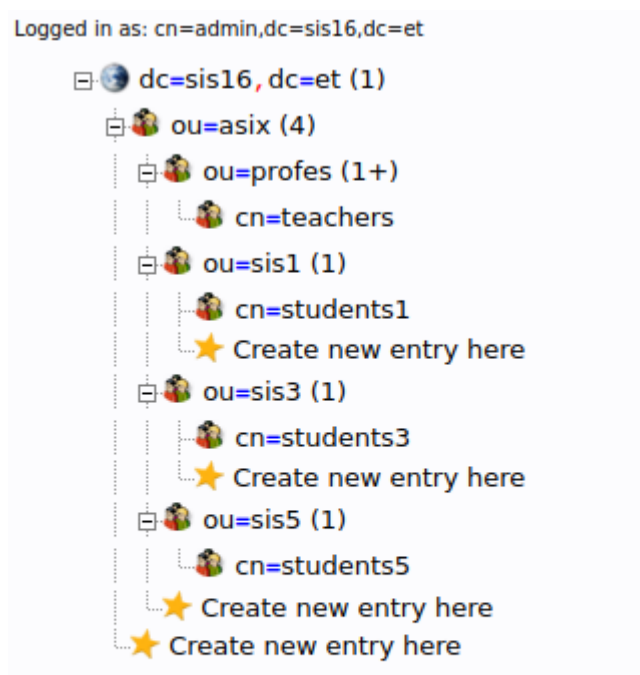 Logged in as: cn=admin,dc=sis16,dc=et
dc=sis16,dc=et (1)
ou=asix (4)
ou=profes (1+)
cn=teachers
ou=sis1 (1)
cn=students1
Create new entry here
ou=sis3 (1)
cn=students3
Create new entry here
ou=sis5 (1)
cn=students5
Create new entry here
Create new entry here